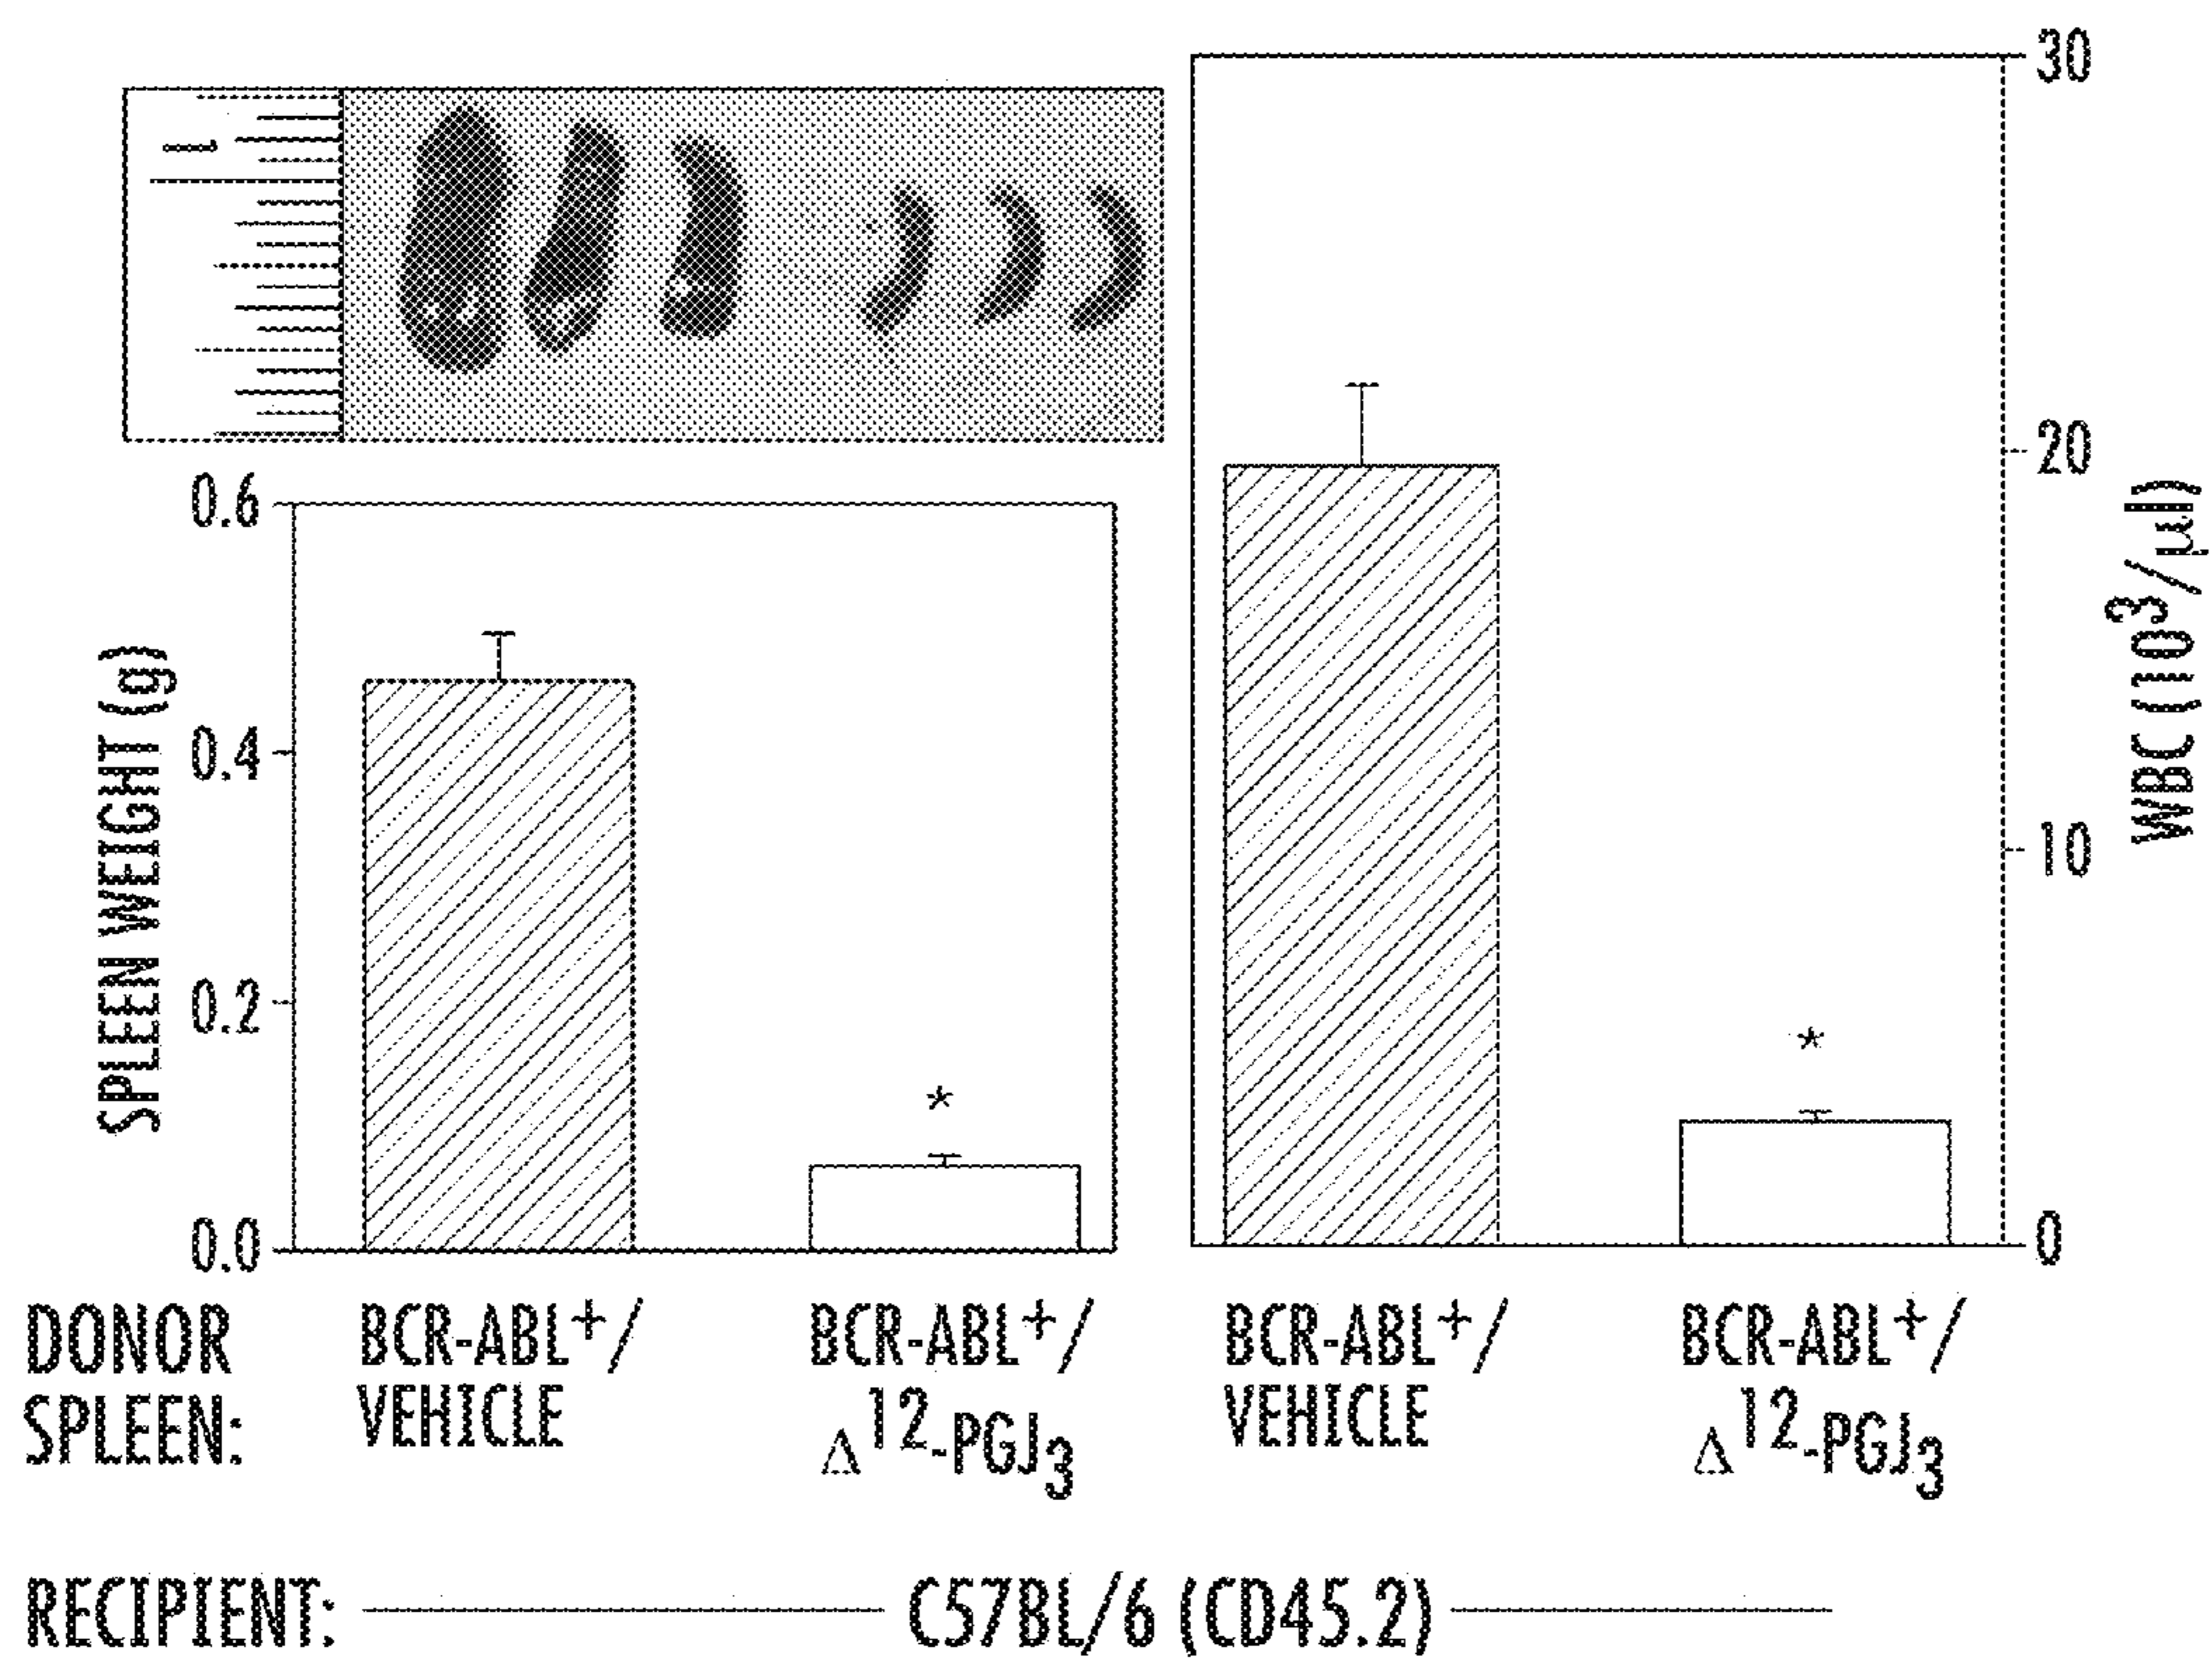 1
0.6
0.4
0.2
0.0
SPLEEN WEIGHT (g)
*
30
20
10
0
WBC (10³/µl)
*
DONOR SPLEEN:
BCR-ABL⁺/
VEHICLE
BCR-ABL⁺/
Δ¹²-PGJ₃
BCR-ABL⁺/
VEHICLE
BCR-ABL⁺/
Δ¹²-PGJ₃
RECIPIENT: C57BL/6 (CD45.2)